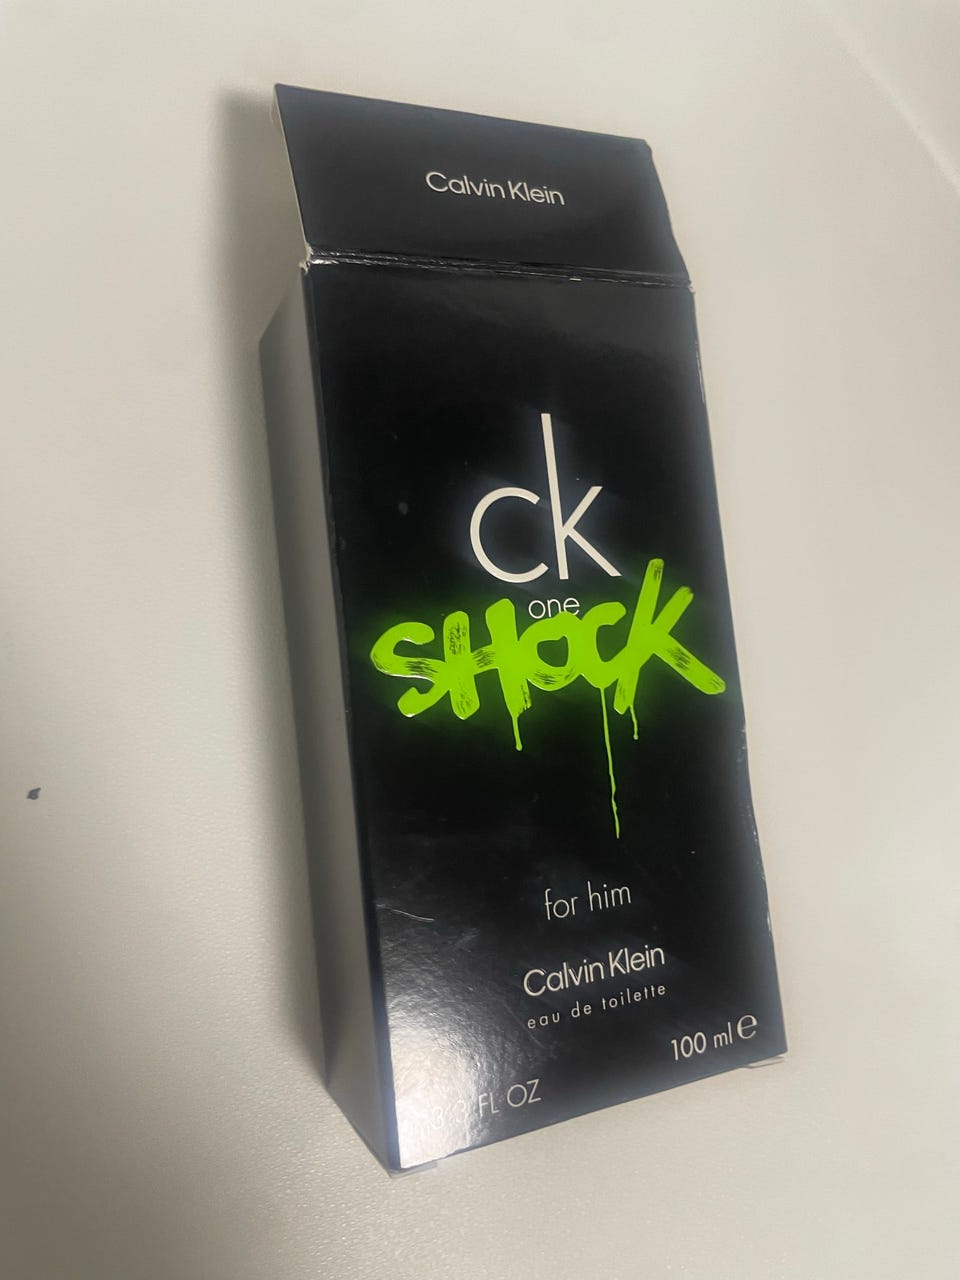 Calvin Klein
ck
one
SHOCK
for him
Calvin Klein
eau de toilette
100 ml ℮
3.3 FL OZ